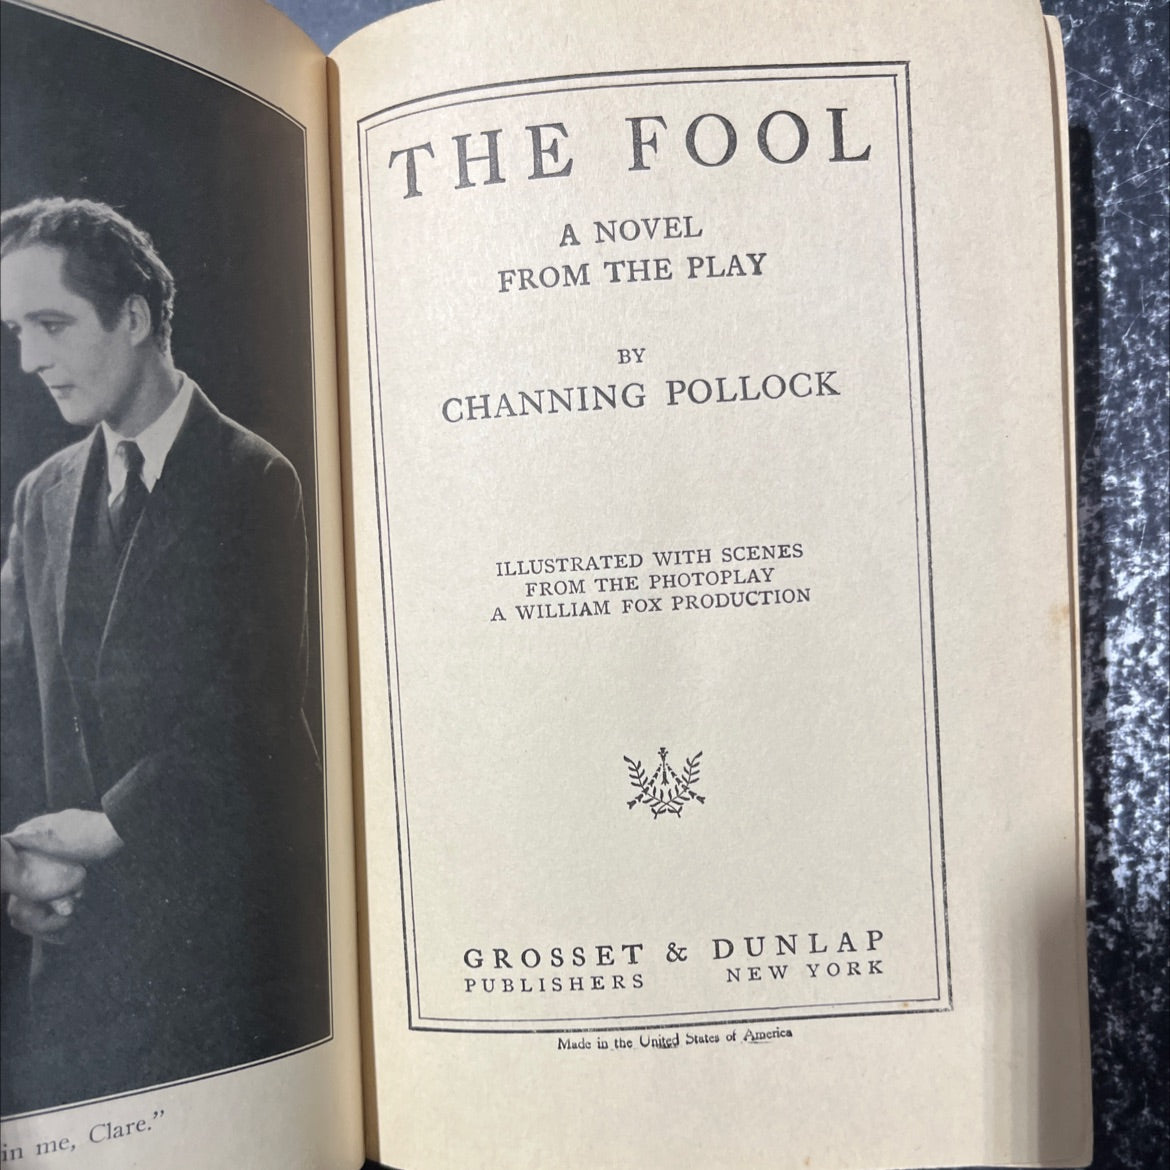 in me, Clare.”
THE FOOL
A NOVEL
FROM THE PLAY
BY
CHANNING POLLOCK
ILLUSTRATED WITH SCENES
FROM THE PHOTOPLAY
A WILLIAM FOX PRODUCTION
GROSSET & DUNLAP
PUBLISHERS NEW YORK
Made in the United States of America